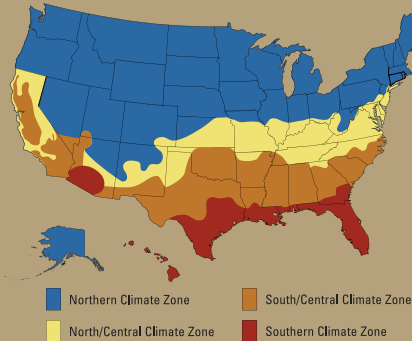 Northern Climate Zone
South/Central Climate Zone
North/Central Climate Zone
Southern Climate Zone